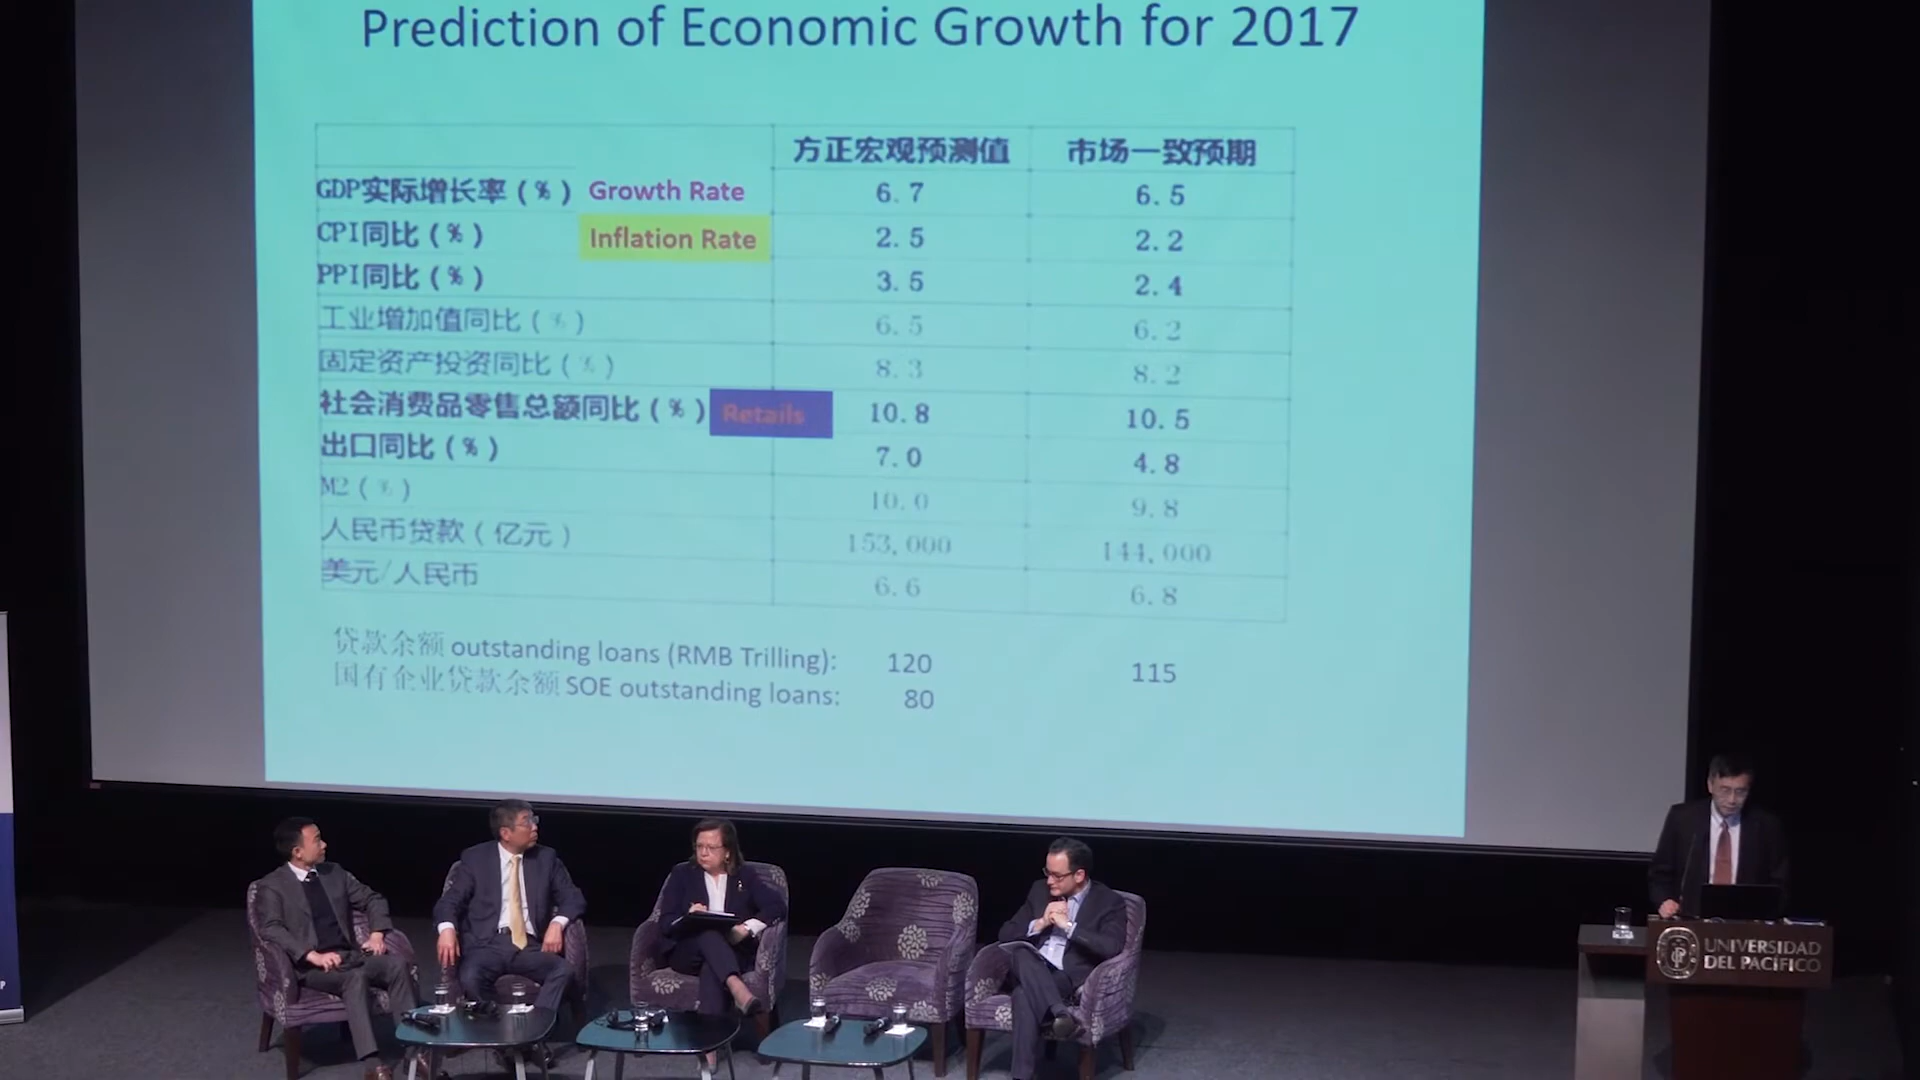 Prediction of Economic Growth for 2017
方正宏观预测值 市场一致预期
GDP实际增长率(%) Growth Rate 6.7 6.5
CPI同比(%) Inflation Rate 2.5 2.2
PPI同比(%) 3.5 2.4
工业增加值同比(%) 6.5 6.2
固定资产投资同比(%) 8.3 8.2
社会消费品零售总额同比(%) Retails 10.8 10.5
出口同比(%) 7.0 4.8
M2(%) 10.0 9.8
人民币贷款(亿元) 153,000 144,000
美元/人民币 6.6 6.8
贷款余额 outstanding loans (RMB Trilling): 120 115
国有企业贷款余额 SOE outstanding loans: 80
UNIVERSIDAD
DEL PACÍFICO